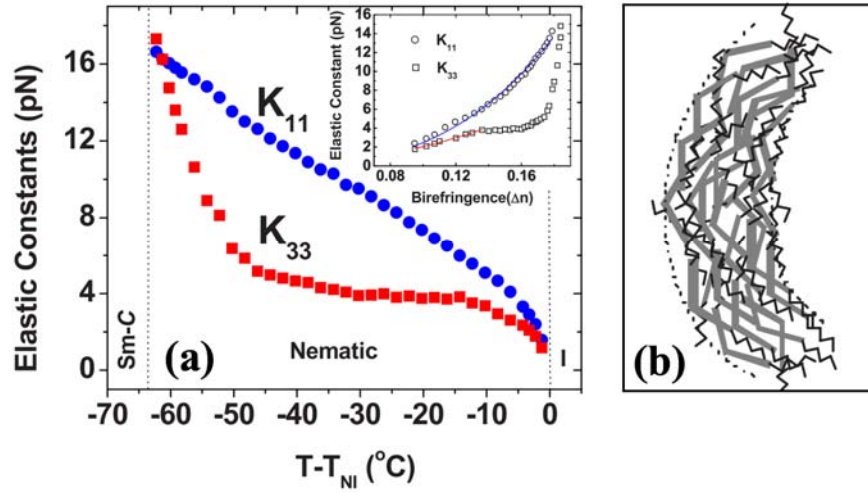 Elastic Constants (pN)
16
12
8
4
0
K11
K33
Sm-C
(a)
Nematic
I
-70 -60 -50 -40 -30 -20 -10 0
T-TNI (°C)
Elastic Constant (pN)
16
14
12
10
8
6
4
2
0
K11
K33
0.08 0.12 0.16
Birefringence(Δn)
(b)